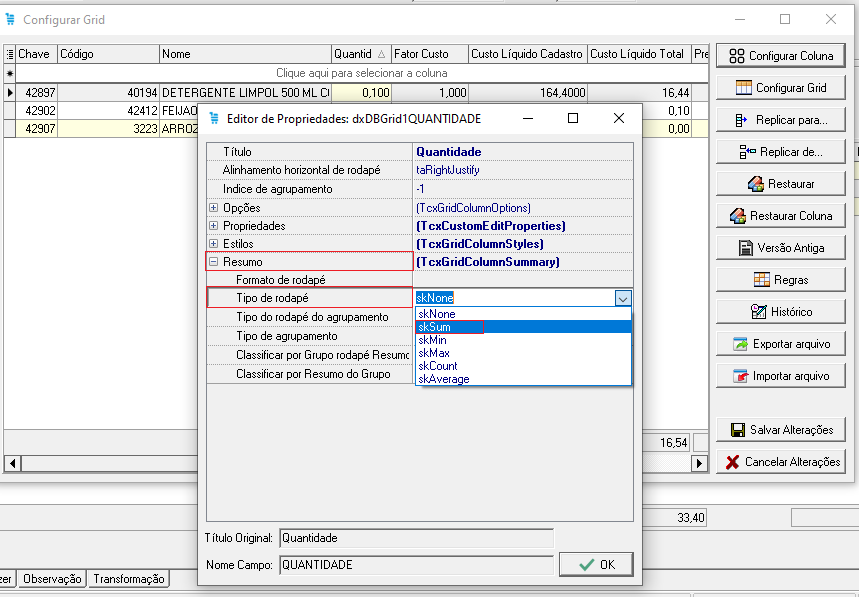 Configurar Grid
Chave Código Nome Quantid Fator Custo Custo Líquido Cadastro Custo Líquido Total Pre
Clique aqui para selecionar a coluna
42897 40194 DETERGENTE LIMPOL 500 ML 0,100 1,000 164,4000 16,44
42902 42412 FEIJAO 0,10
42907 3223 ARROZ 0,00
16,54
33,40
zer Observação Transformação
Configurar Coluna
Configurar Grid
Replicar para...
Replicar de...
Restaurar
Restaurar Coluna
Versão Antiga
Regras
Histórico
Exportar arquivo
Importar arquivo
Salvar Alterações
Cancelar Alterações
Editor de Propriedades: dxDBGrid1QUANTIDADE
Título Quantidade
Alinhamento horizontal de rodapé taRightJustify
Indice de agrupamento -1
Opções (TcxGridColumnOptions)
Propriedades (TcxCustomEditProperties)
Estilos (TcxGridColumnStyles)
Resumo (TcxGridColumnSummary)
Formato de rodapé
Tipo de rodapé skNone
Tipo do rodapé do agrupamento
Tipo de agrupamento
Classificar por Grupo rodapé Resumo
Classificar por Resumo do Grupo
skNone
skSum
skMin
skMax
skCount
skAverage
Título Original: Quantidade
Nome Campo: QUANTIDADE
OK